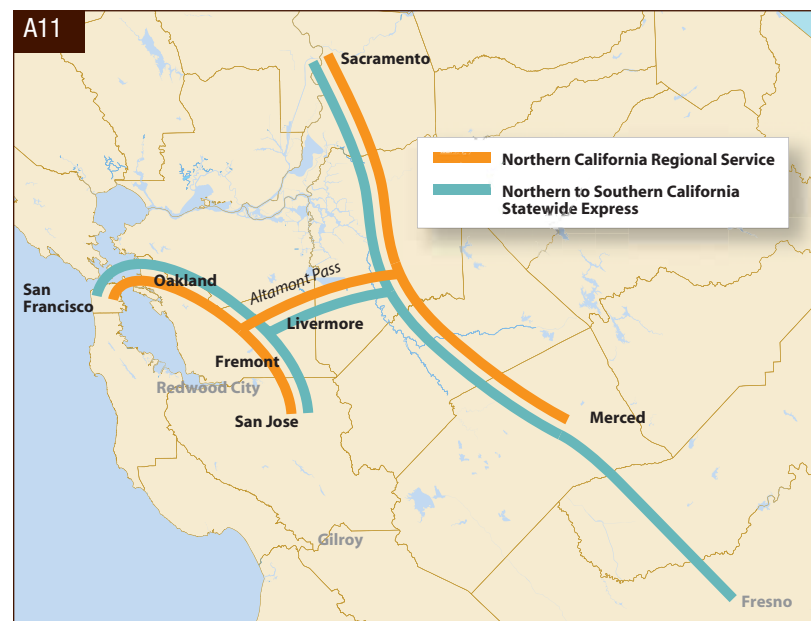 A11
Sacramento
Northern California Regional Service
Northern to Southern California
Statewide Express
San
Francisco
Oakland
Altamont Pass
Livermore
Fremont
Redwood City
San Jose
Merced
Gilroy
Fresno